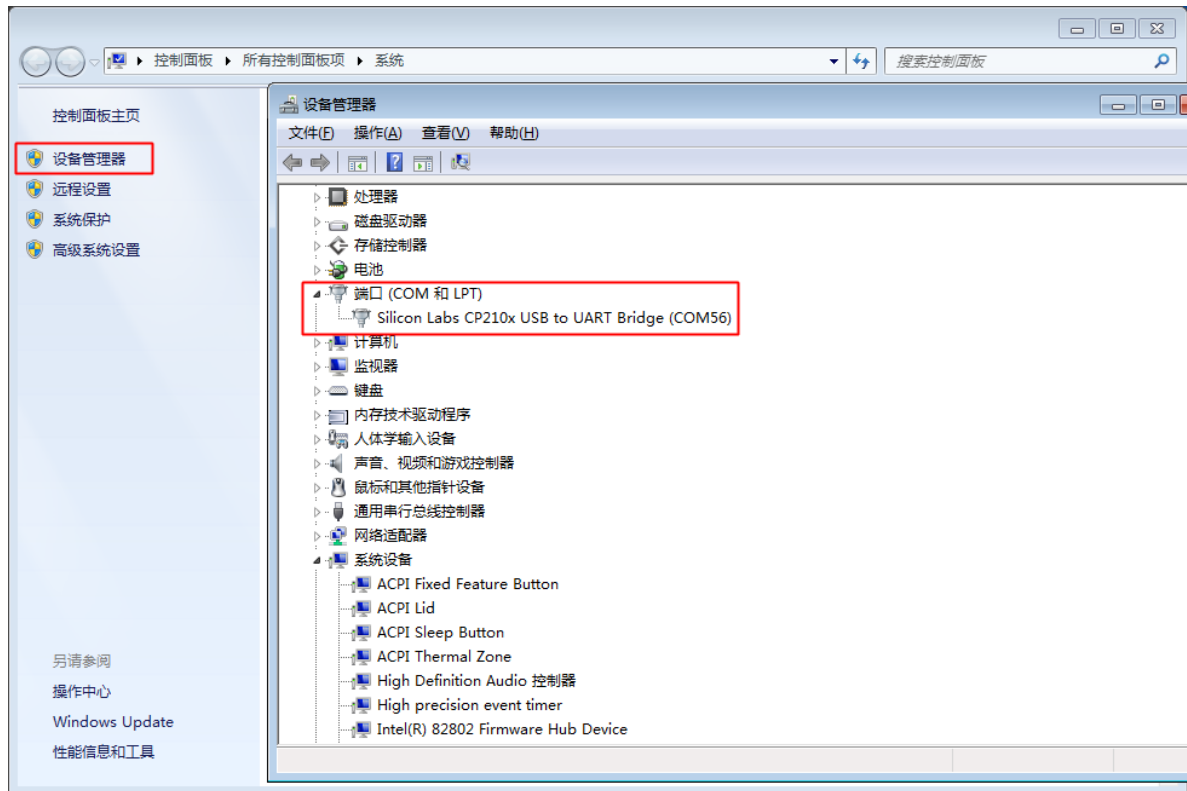 控制面板 所有控制面板项 系统
搜索控制面板
控制面板主页
设备管理器
远程设置
系统保护
高级系统设置
另请参阅
操作中心
Windows Update
性能信息和工具
设备管理器
文件(F) 操作(A) 查看(V) 帮助(H)
处理器
磁盘驱动器
存储控制器
电池
端口 (COM 和 LPT)
Silicon Labs CP210x USB to UART Bridge (COM56)
计算机
监视器
键盘
内存技术驱动程序
人体学输入设备
声音、视频和游戏控制器
鼠标和其他指针设备
通用串行总线控制器
网络适配器
系统设备
ACPI Fixed Feature Button
ACPI Lid
ACPI Sleep Button
ACPI Thermal Zone
High Definition Audio 控制器
High precision event timer
Intel(R) 82802 Firmware Hub Device